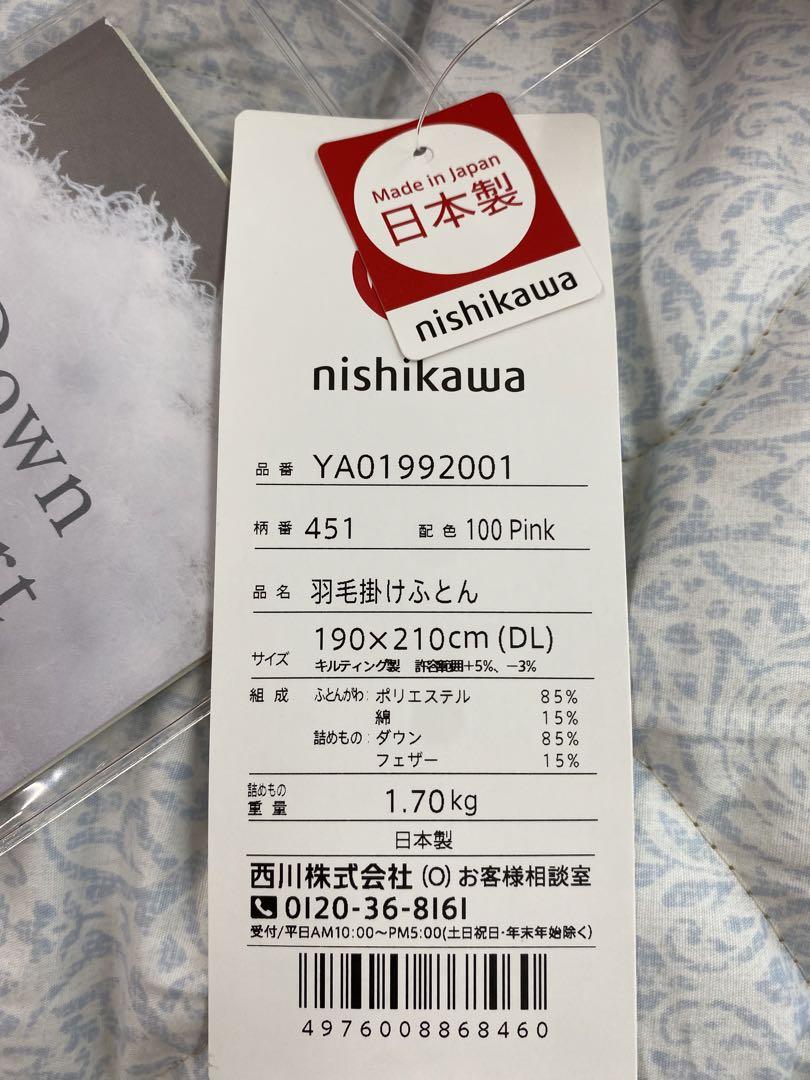 Made in Japan
日本製
nishikawa
nishikawa
品番 YA01992001
柄番 451 配色 100 Pink
品名 羽毛掛けふとん
サイズ 190×210cm (DL)
キルティング製 許容範囲+5%、-3%
組成 ふとんがわ: ポリエステル 85%
綿 15%
詰めもの: ダウン 85%
フェザー 15%
詰めもの
重量 1.70kg
日本製
西川株式会社 (O) お客様相談室
0120-36-8161
受付/平日AM10:00~PM5:00(土日祝日・年末年始除く)
4976008868460
Down